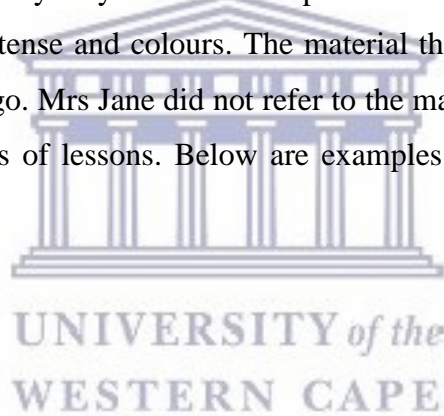 tense and colours. The material th
go. Mrs Jane did not refer to the ma
s of lessons. Below are examples
UNIVERSITY of the
WESTERN CAPE